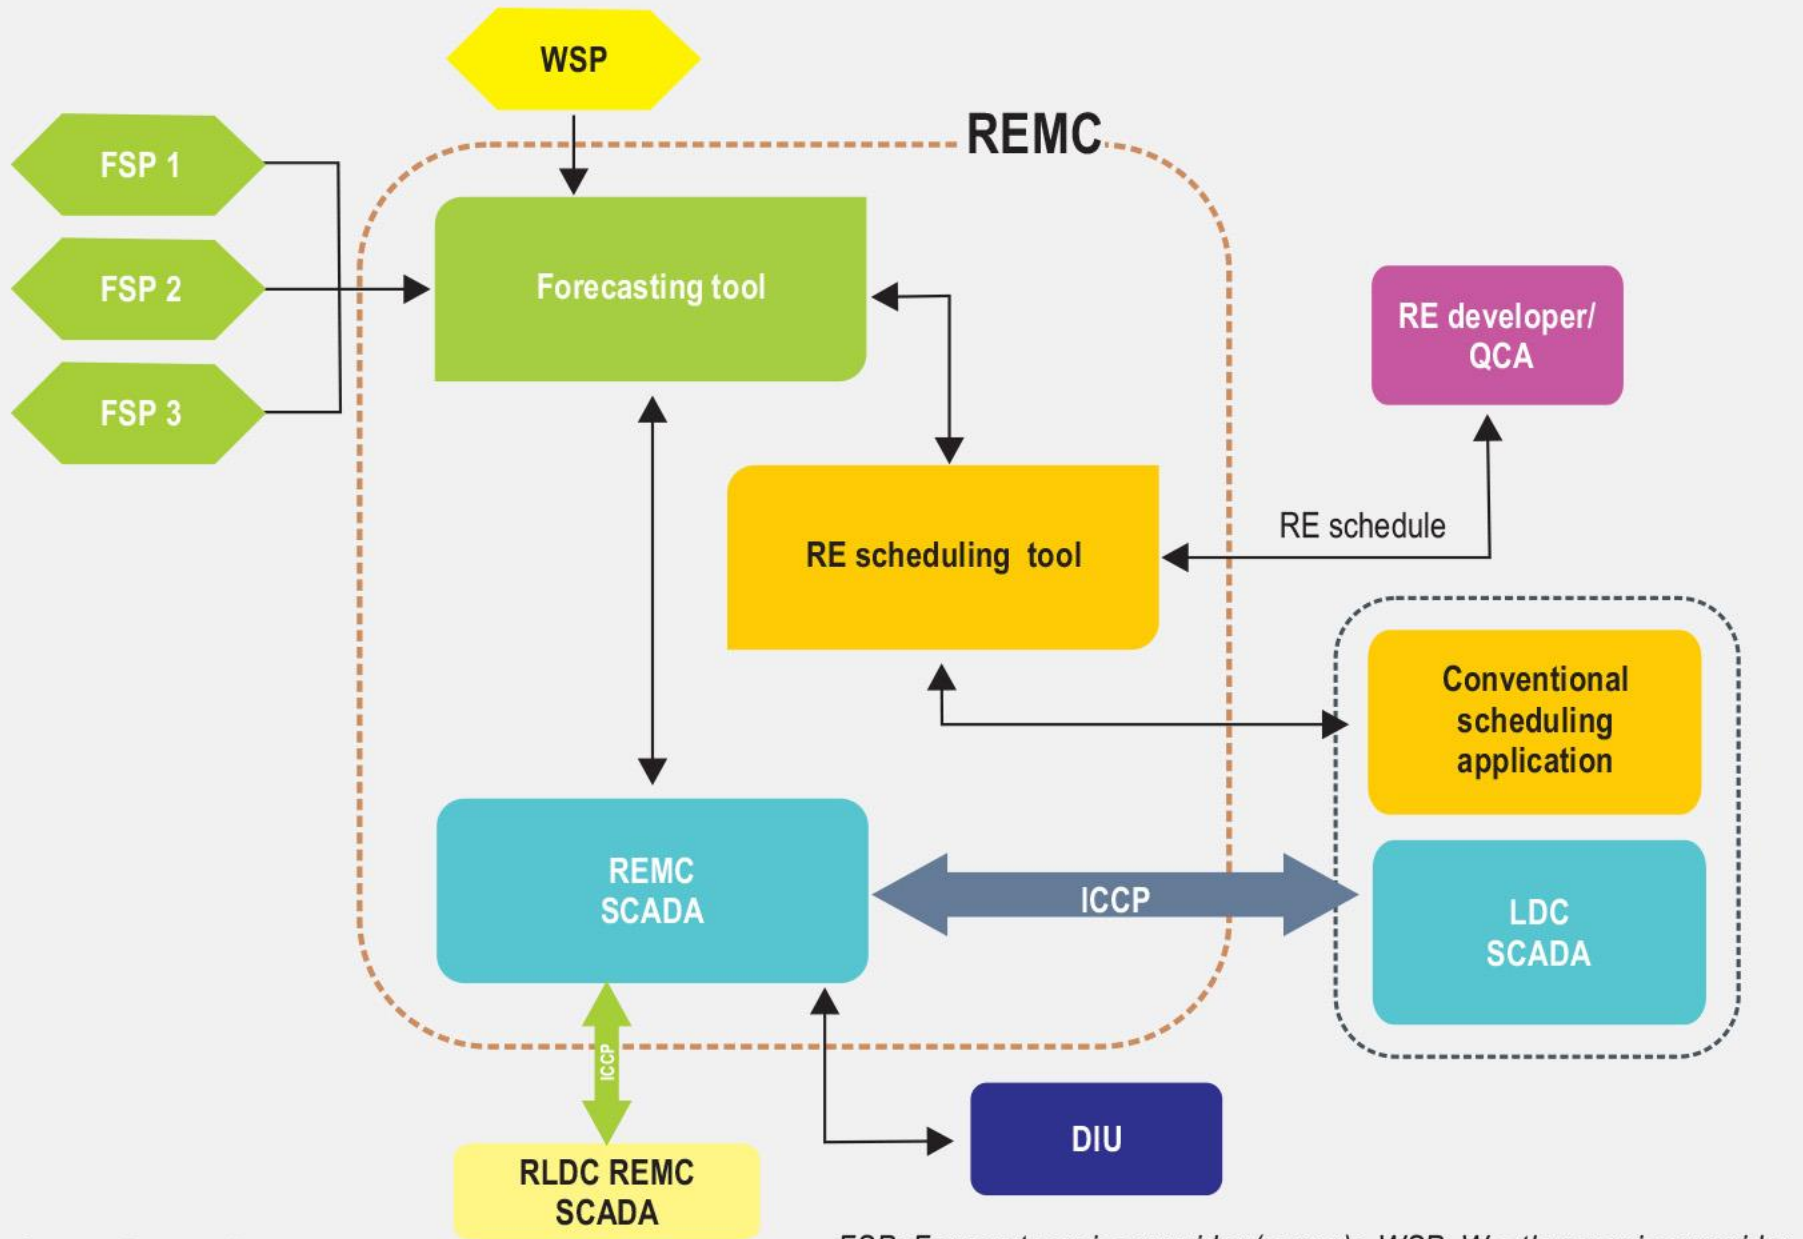 WSP
REMC
FSP 1
FSP 2
FSP 3
Forecasting tool
RE developer/
QCA
RE schedule
RE scheduling tool
Conventional
scheduling
application
REMC
SCADA
ICCP
LDC
SCADA
ICCP
DIU
RLDC REMC
SCADA